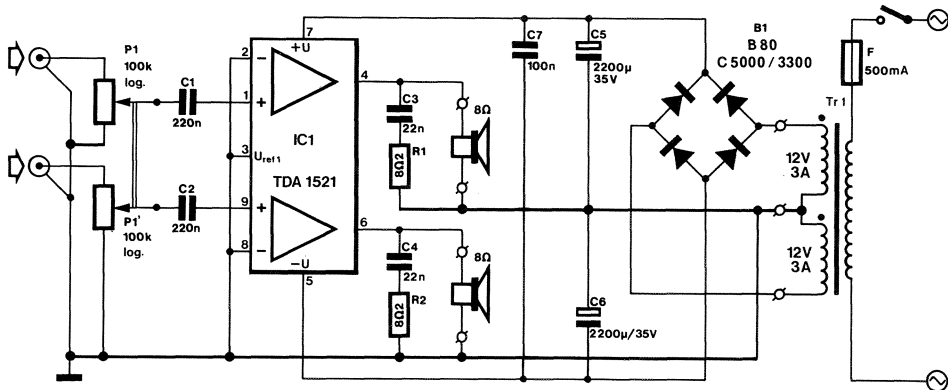 P1
100k
log.
C1
220n
P1'
100k
log.
C2
220n
7
+U
2
−
1
+
3
Uref1
IC1
TDA 1521
9
+
8
−
−U
5
4
C3
22n
R1
8Ω2
8Ω
6
C4
22n
R2
8Ω2
8Ω
C7
100n
C5
2200µ
35V
C6
2200µ/35V
B1
B 80
C 5000 / 3300
F
500mA
Tr 1
12V
3A
12V
3A